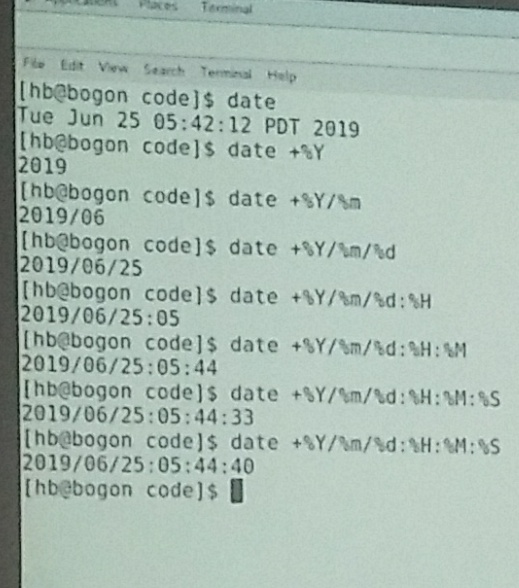 Applications Places Terminal
File Edit View Search Terminal Help
[hb@bogon code]$ date
Tue Jun 25 05:42:12 PDT 2019
[hb@bogon code]$ date +%Y
2019
[hb@bogon code]$ date +%Y/%m
2019/06
[hb@bogon code]$ date +%Y/%m/%d
2019/06/25
[hb@bogon code]$ date +%Y/%m/%d:%H
2019/06/25:05
[hb@bogon code]$ date +%Y/%m/%d:%H:%M
2019/06/25:05:44
[hb@bogon code]$ date +%Y/%m/%d:%H:%M:%S
2019/06/25:05:44:33
[hb@bogon code]$ date +%Y/%m/%d:%H:%M:%S
2019/06/25:05:44:40
[hb@bogon code]$